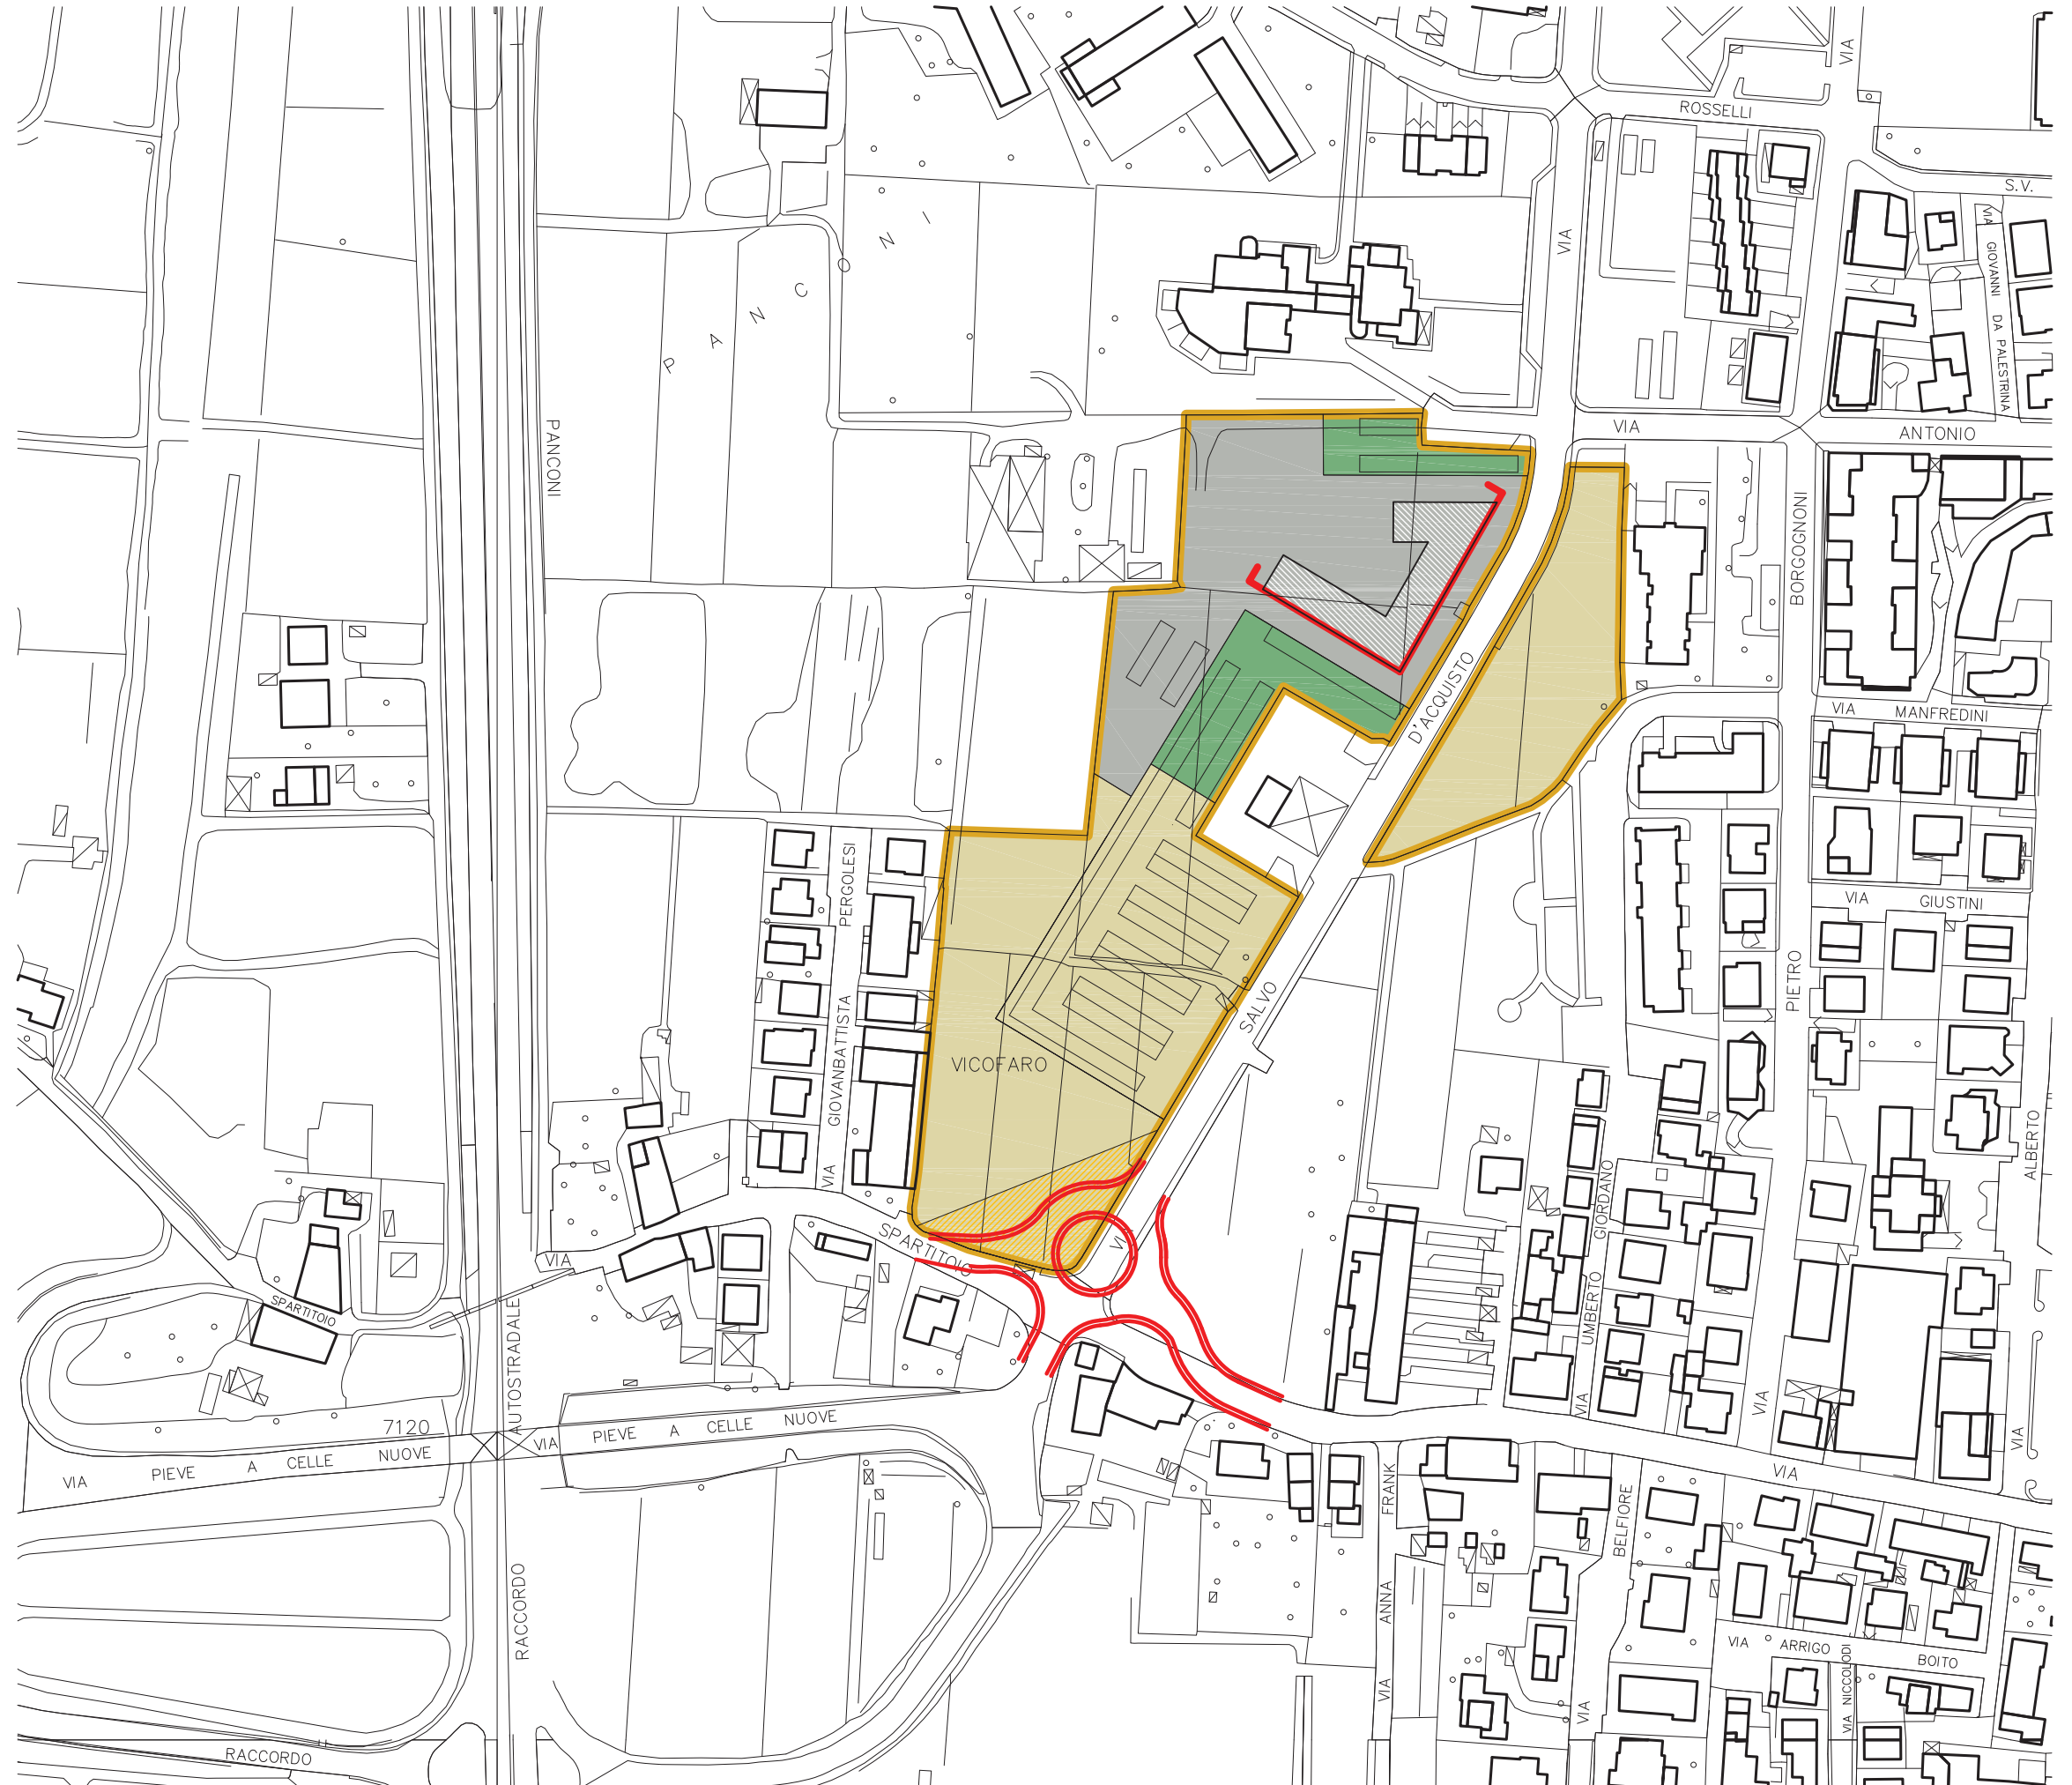 VIA
ROSSELLI
S.V.
VIA
GIOVANNI
DA PALESTRINA
VIA
PANCONI
PANCONI
VIA
ANTONIO
BORGOGNONI
PIETRO
VIA
D'ACQUISTO
SALVO
VIA
VIA
MANFREDINI
VIA
GIUSTINI
PERGOLESI
GIOVANBATTISTA
VIA
VICOFARO
ALBERTO
VIA
GIORDANO
UMBERTO
VIA
SPARTITOIO
VIA
SPARTITOIO
AUTOSTRADALE
RACCORDO
7120
VIA PIEVE A CELLE NUOVE
VIA PIEVE A CELLE NUOVE
VIA
FRANK
ANNA
VIA
BELFIORE
VIA
VIA ARRIGO BOITO
VIA NICCOLODI
RACCORDO